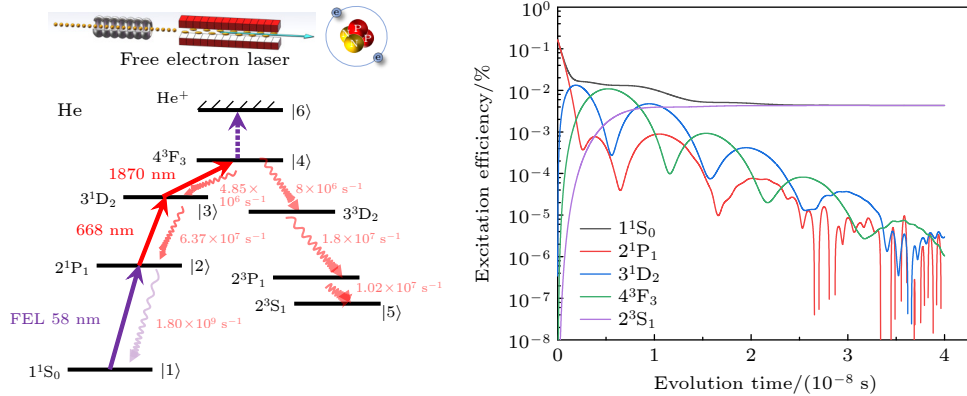 Free electron laser
N
P
P
N
e
e
He
He⁺
|6⟩
4³F₃
|4⟩
1870 nm
4.85×
10⁶ s⁻¹
8×10⁶ s⁻¹
3¹D₂
|3⟩
3³D₂
668 nm
6.37×10⁷ s⁻¹
1.8×10⁷ s⁻¹
2¹P₁
|2⟩
2³P₁
1.02×10⁷ s⁻¹
2³S₁
|5⟩
FEL 58 nm
1.80×10⁹ s⁻¹
1¹S₀
|1⟩
Excitation efficiency/%
10⁰
10⁻¹
10⁻²
10⁻³
10⁻⁴
10⁻⁵
10⁻⁶
10⁻⁷
10⁻⁸
1¹S₀
2¹P₁
3¹D₂
4³F₃
2³S₁
0 1 2 3 4
Evolution time/(10⁻⁸ s)